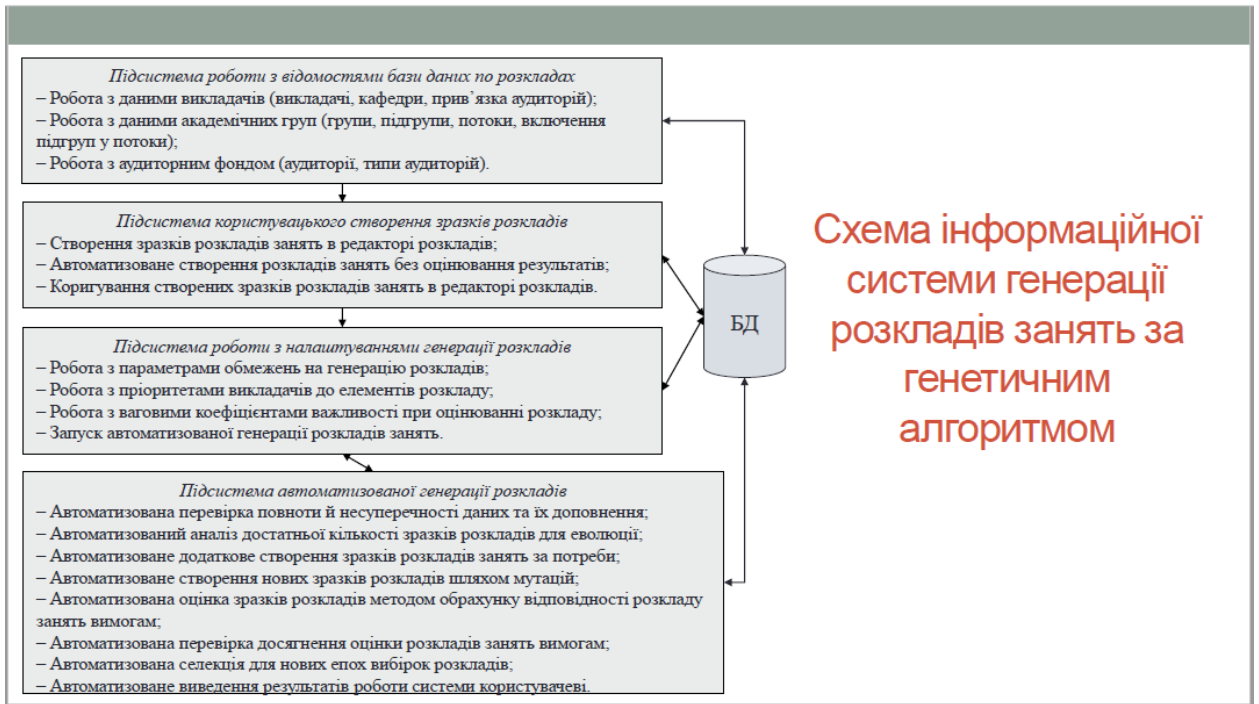 Підсистема роботи з відомостями бази даних по розкладах
– Робота з даними викладачів (викладачі, кафедри, прив’язка аудиторій);
– Робота з даними академічних груп (групи, підгрупи, потоки, включення
підгруп у потоки);
– Робота з аудиторним фондом (аудиторії, типи аудиторій).
Підсистема користувацького створення зразків розкладів
– Створення зразків розкладів занять в редакторі розкладів;
– Автоматизоване створення розкладів занять без оцінювання результатів;
– Коригування створених зразків розкладів занять в редакторі розкладів.
Підсистема роботи з налаштуваннями генерації розкладів
– Робота з параметрами обмежень на генерацію розкладів;
– Робота з пріоритетами викладачів до елементів розкладу;
– Робота з ваговими коефіцієнтами важливості при оцінюванні розкладу;
– Запуск автоматизованої генерації розкладів занять.
Підсистема автоматизованої генерації розкладів
– Автоматизована перевірка повноти й несуперечності даних та їх доповнення;
– Автоматизований аналіз достатньої кількості зразків розкладів для еволюції;
– Автоматизоване додаткове створення зразків розкладів занять за потреби;
– Автоматизоване створення нових зразків розкладів шляхом мутацій;
– Автоматизована оцінка зразків розкладів методом обрахунку відповідності розкладу
занять вимогам;
– Автоматизована перевірка досягнення оцінки розкладів занять вимогам;
– Автоматизована селекція для нових епох вибірок розкладів;
– Автоматизоване виведення результатів роботи системи користувачеві.
БД
Схема інформаційної
системи генерації
розкладів занять за
генетичним
алгоритмом